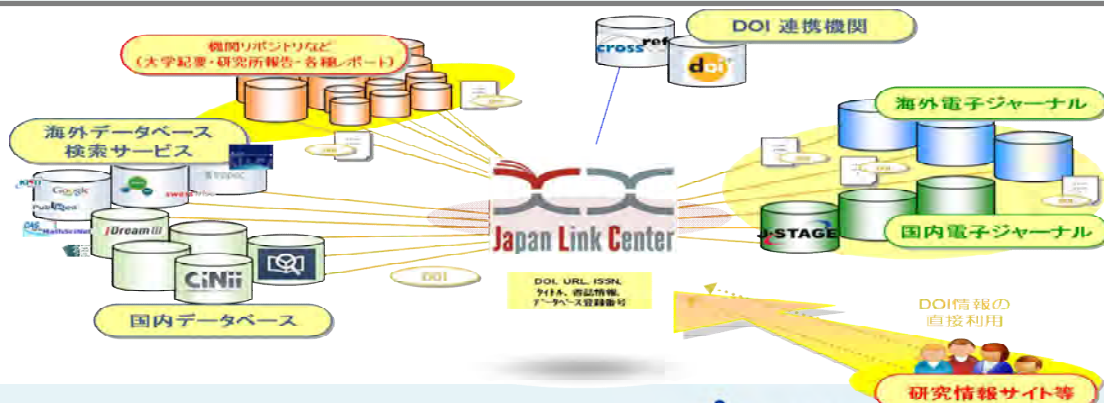 機関リポジトリなど
(大学紀要・研究所報告・各種レポート)
DOI 連携機関
crossref
doi
海外電子ジャーナル
海外データベース
検索サービス
Google
PubMed
JDreamIII
CiNii
国内データベース
Japan Link Center
DOI
DOI, URL, ISSN,
タイトル, 書誌情報,
データベース登録番号
J-STAGE
国内電子ジャーナル
DOI情報の
直接利用
研究情報サイト等